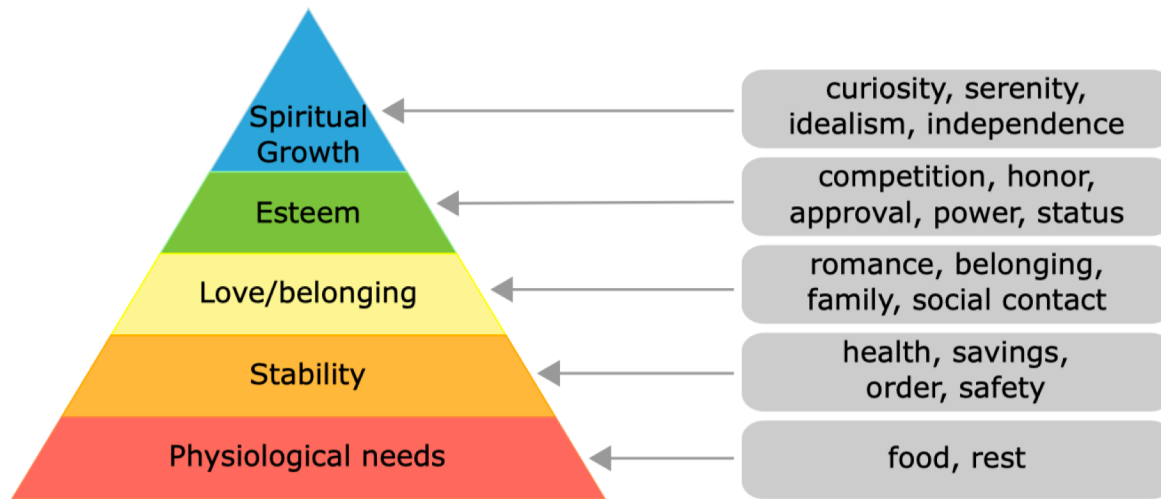 Spiritual
Growth
curiosity, serenity,
idealism, independence
Esteem
competition, honor,
approval, power, status
Love/belonging
romance, belonging,
family, social contact
Stability
health, savings,
order, safety
Physiological needs
food, rest